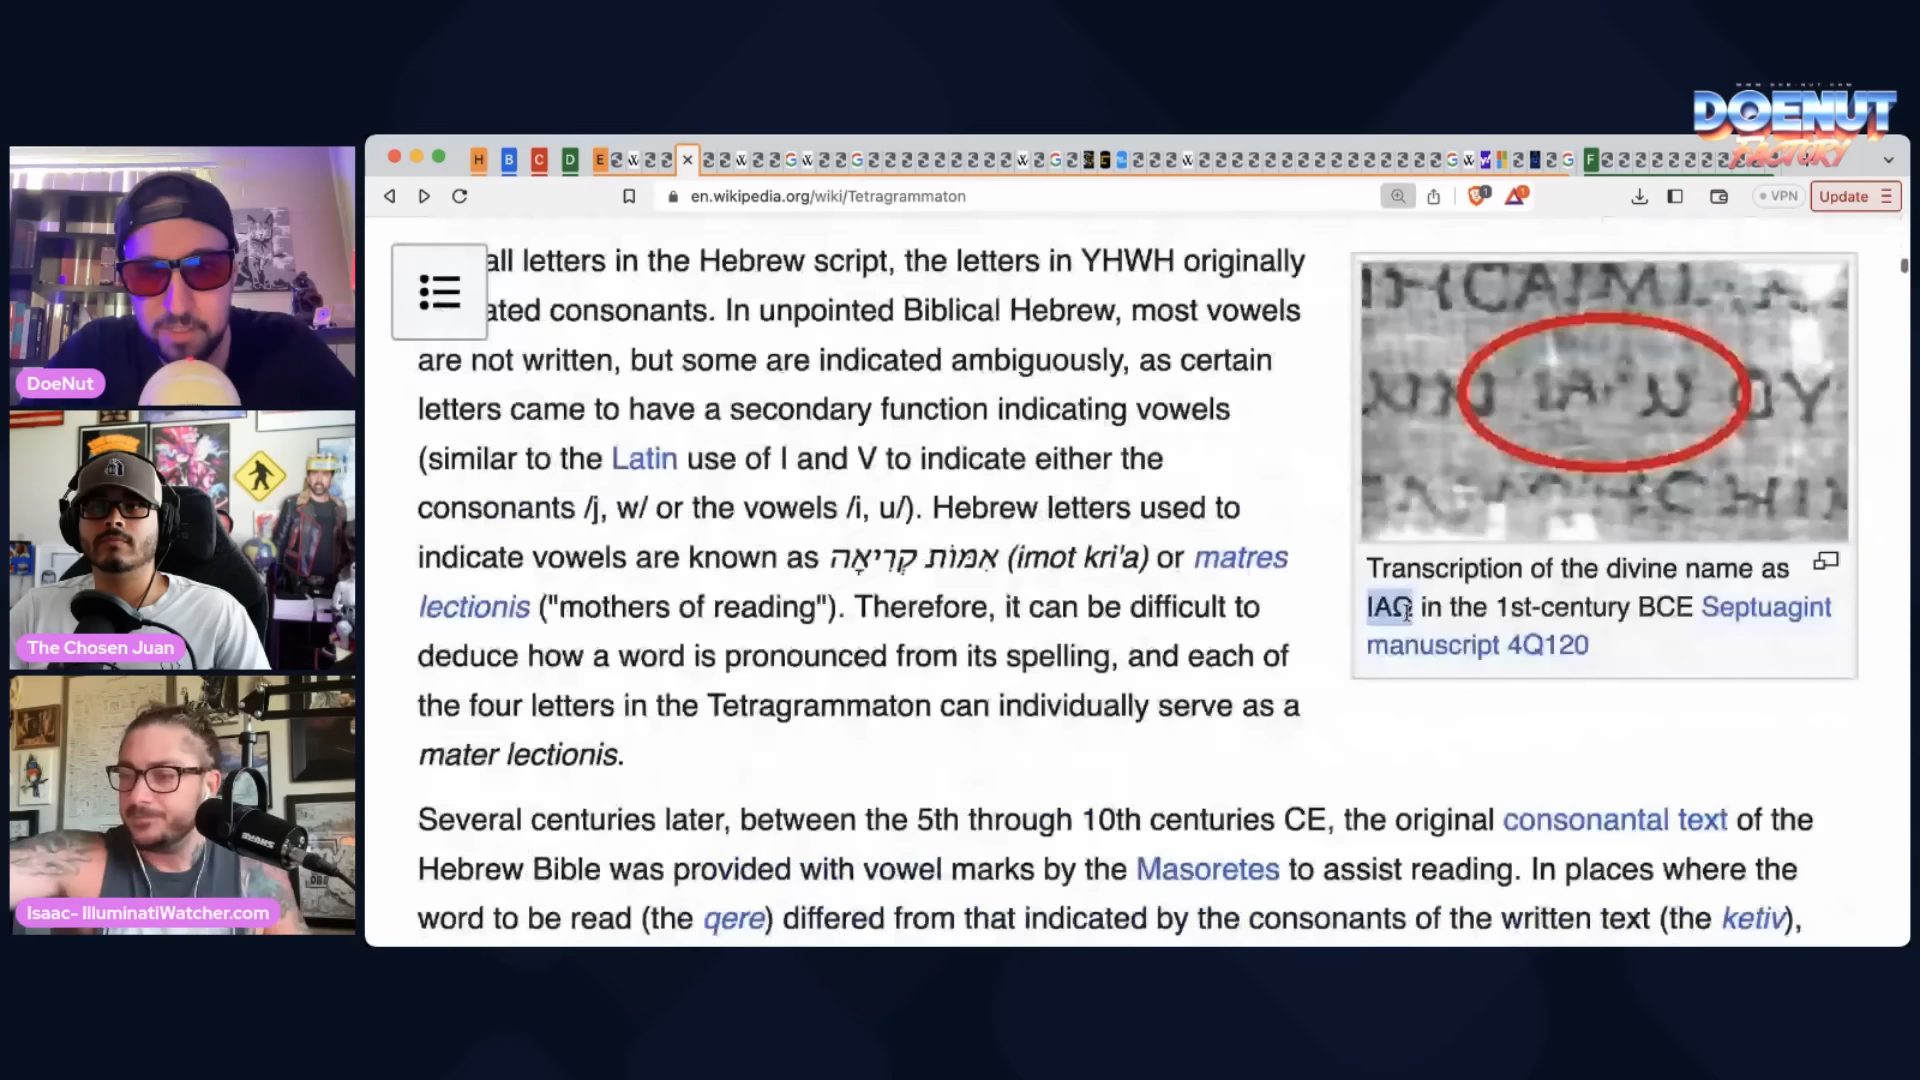 WWW.DOENUT.COM
DOENUT
FACTORY
H B C D E
en.wikipedia.org/wiki/Tetragrammaton
VPN
Update
all letters in the Hebrew script, the letters in YHWH originally
ated consonants. In unpointed Biblical Hebrew, most vowels
are not written, but some are indicated ambiguously, as certain
letters came to have a secondary function indicating vowels
(similar to the Latin use of I and V to indicate either the
consonants /j, w/ or the vowels /i, u/). Hebrew letters used to
indicate vowels are known as אִמּוֹת קְרִיאָה (imot kri'a) or matres
lectionis ("mothers of reading"). Therefore, it can be difficult to
deduce how a word is pronounced from its spelling, and each of
the four letters in the Tetragrammaton can individually serve as a
mater lectionis.
Transcription of the divine name as
ΙΑΩ in the 1st-century BCE Septuagint
manuscript 4Q120
Several centuries later, between the 5th through 10th centuries CE, the original consonantal text of the
Hebrew Bible was provided with vowel marks by the Masoretes to assist reading. In places where the
word to be read (the qere) differed from that indicated by the consonants of the written text (the ketiv),
DoeNut
The Chosen Juan
Isaac- IlluminatiWatcher.com